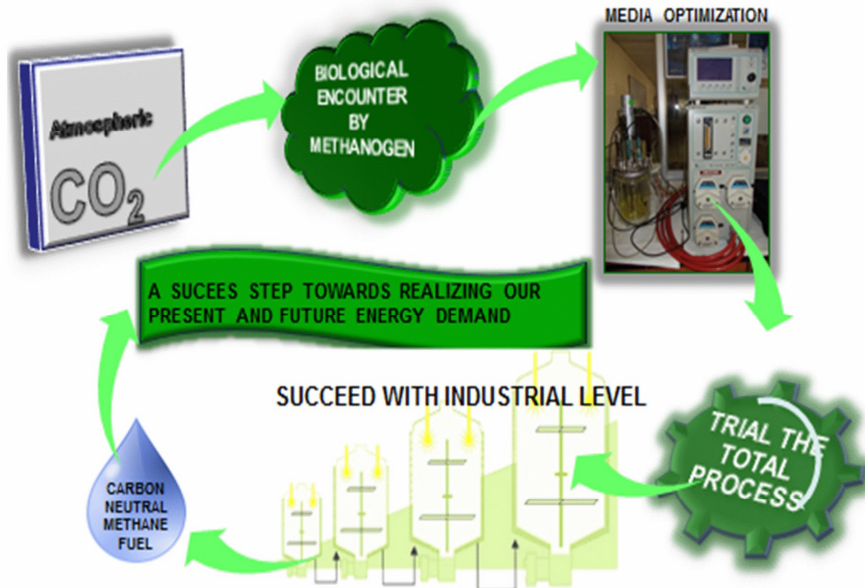 MEDIA OPTIMIZATION
Atmospheric
CO₂
BIOLOGICAL
ENCOUNTER
BY
METHANOGEN
A SUCEES STEP TOWARDS REALIZING OUR
PRESENT AND FUTURE ENERGY DEMAND
SUCCEED WITH INDUSTRIAL LEVEL
TRIAL THE
TOTAL
PROCESS
CARBON
NEUTRAL
METHANE
FUEL